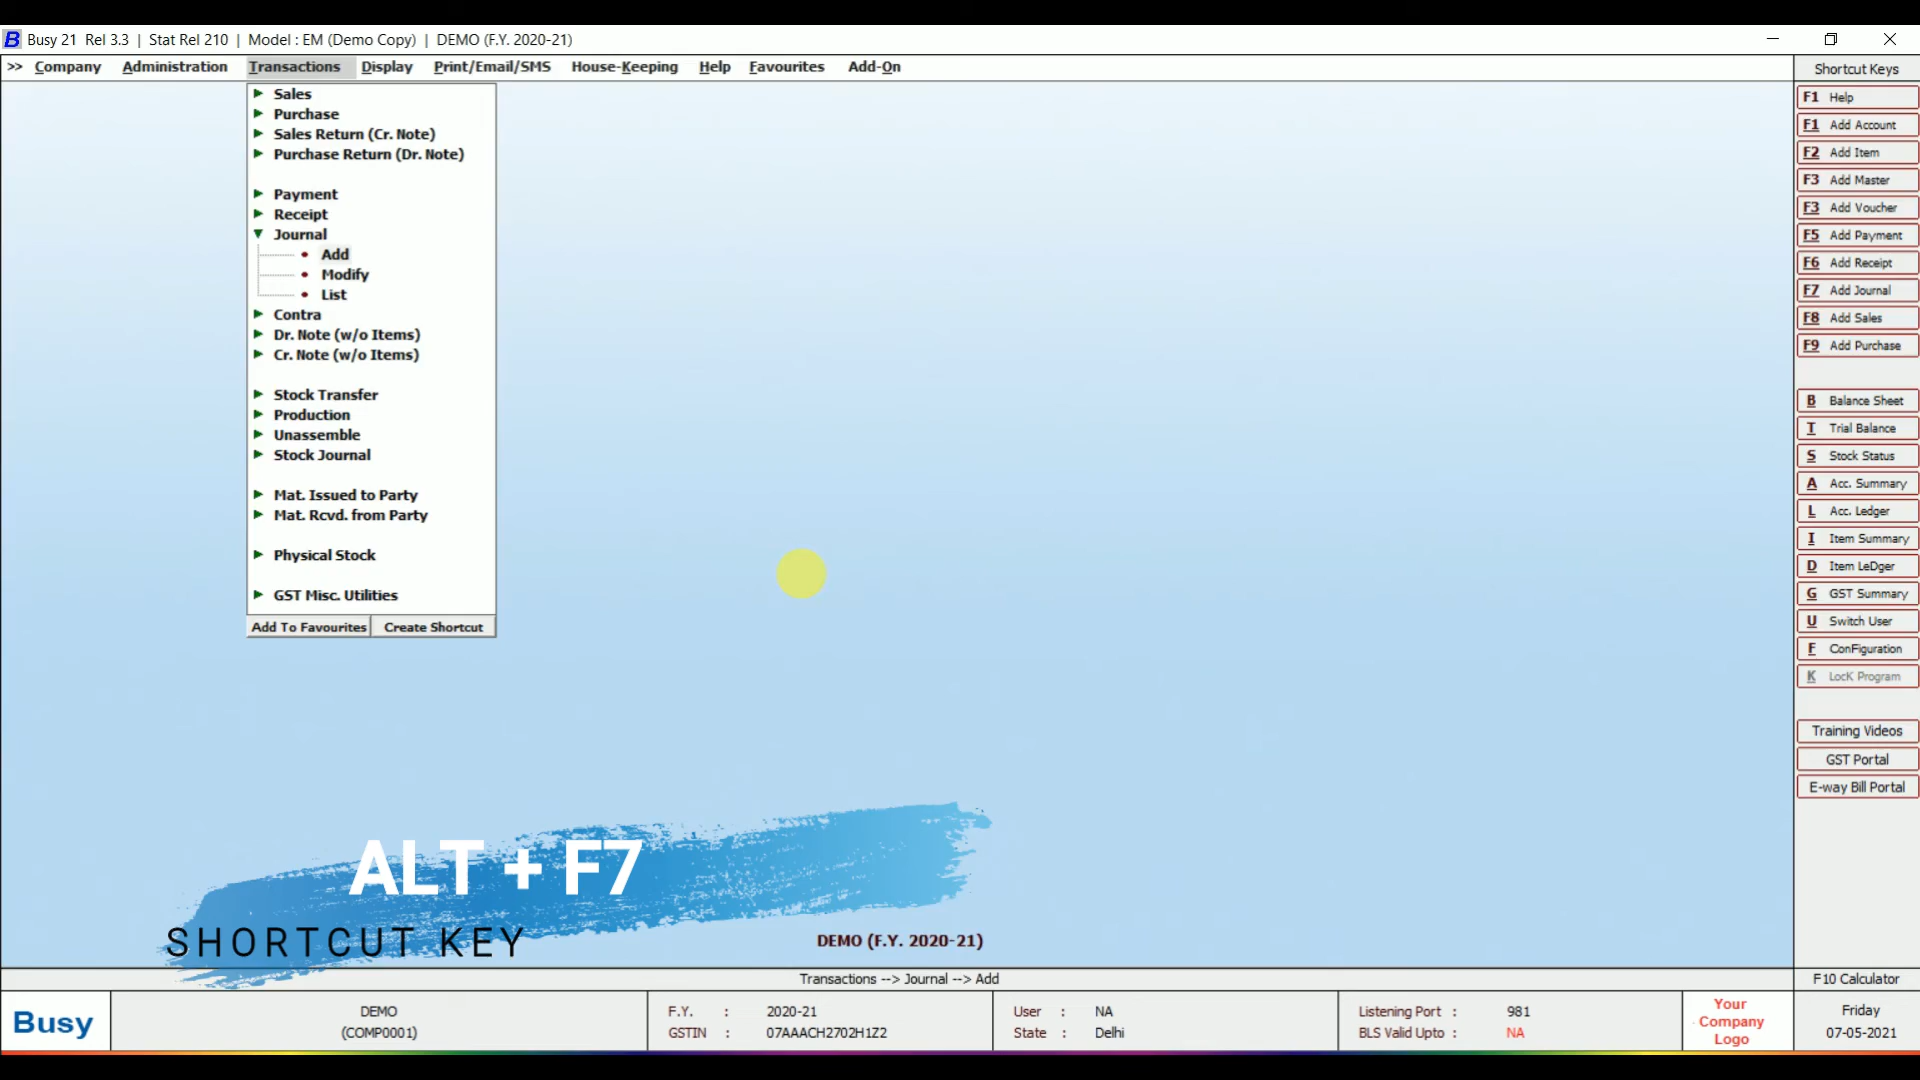 B Busy 21 Rel 3.3 | Stat Rel 210 | Model : EM (Demo Copy) | DEMO (F.Y. 2020-21)
>> Company Administration Transactions Display Print/Email/SMS House-Keeping Help Favourites Add-On
Sales
Purchase
Sales Return (Cr. Note)
Purchase Return (Dr. Note)
Payment
Receipt
Journal
Add
Modify
List
Contra
Dr. Note (w/o Items)
Cr. Note (w/o Items)
Stock Transfer
Production
Unassemble
Stock Journal
Mat. Issued to Party
Mat. Rcvd. from Party
Physical Stock
GST Misc. Utilities
Add To Favourites Create Shortcut
Shortcut Keys
F1 Help
F1 Add Account
F2 Add Item
F3 Add Master
F3 Add Voucher
F5 Add Payment
F6 Add Receipt
F7 Add Journal
F8 Add Sales
F9 Add Purchase
B Balance Sheet
T Trial Balance
S Stock Status
A Acc. Summary
L Acc. Ledger
I Item Summary
D Item LeDger
G GST Summary
U Switch User
F ConFiguration
K LocK Program
Training Videos
GST Portal
E-way Bill Portal
ALT + F7
SHORTCUT KEY
DEMO (F.Y. 2020-21)
Transactions --> Journal --> Add
F10 Calculator
Busy
DEMO
(COMP0001)
F.Y. : 2020-21
GSTIN : 07AAACH2702H1Z2
User : NA
State : Delhi
Listening Port : 981
BLS Valid Upto : NA
Your
Company
Logo
Friday
07-05-2021